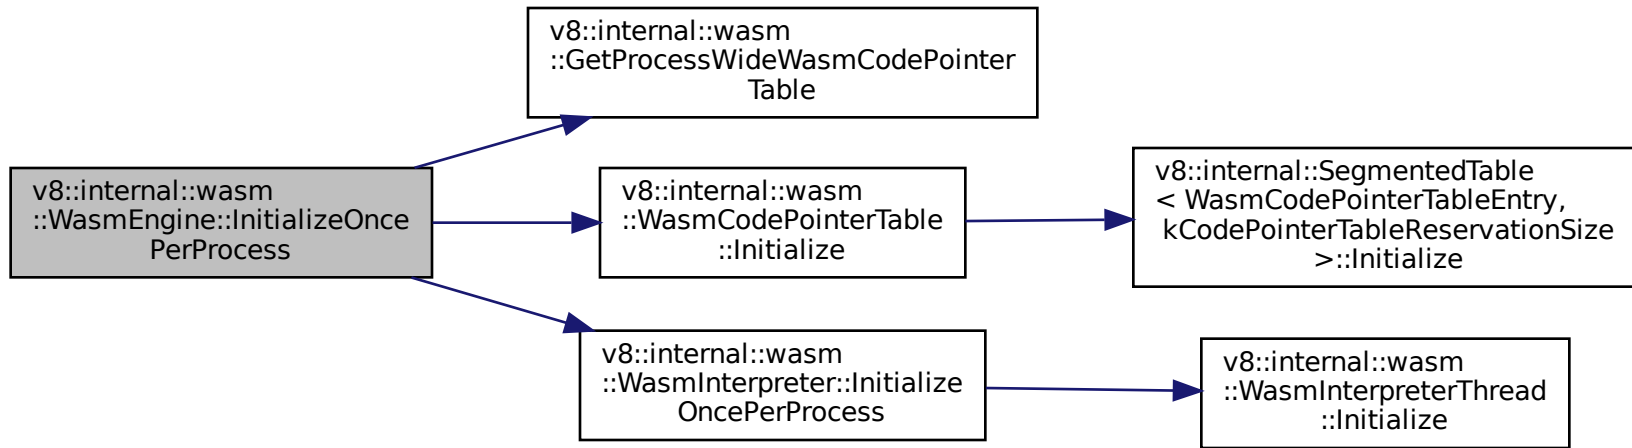 v8::internal::wasm
::GetProcessWideWasmCodePointer
Table
v8::internal::wasm
::WasmEngine::InitializeOnce
PerProcess
v8::internal::wasm
::WasmCodePointerTable
::Initialize
v8::internal::SegmentedTable
< WasmCodePointerTableEntry,
kCodePointerTableReservationSize
>::Initialize
v8::internal::wasm
::WasmInterpreter::Initialize
OncePerProcess
v8::internal::wasm
::WasmInterpreterThread
::Initialize